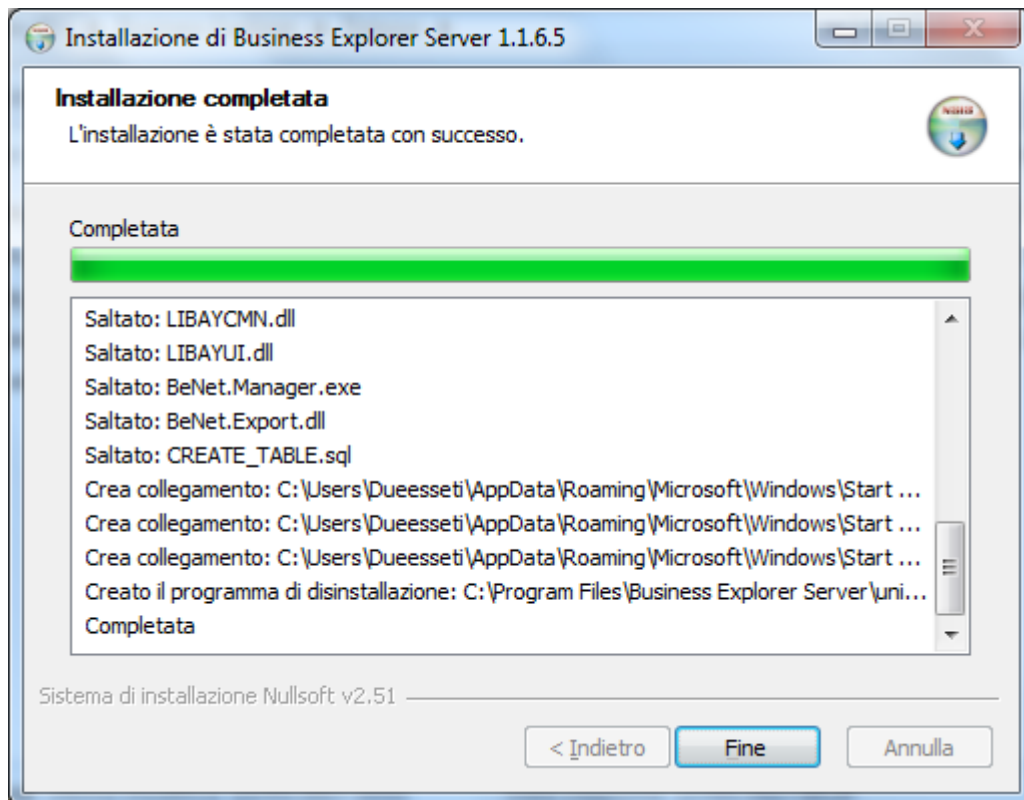 Installazione di Business Explorer Server 1.1.6.5
Installazione completata
L'installazione è stata completata con successo.
Completata
Saltato: LIBAYCMN.dll
Saltato: LIBAYUI.dll
Saltato: BeNet.Manager.exe
Saltato: BeNet.Export.dll
Saltato: CREATE_TABLE.sql
Crea collegamento: C:\Users\Dueesseti\AppData\Roaming\Microsoft\Windows\Start ...
Crea collegamento: C:\Users\Dueesseti\AppData\Roaming\Microsoft\Windows\Start ...
Crea collegamento: C:\Users\Dueesseti\AppData\Roaming\Microsoft\Windows\Start ...
Creato il programma di disinstallazione: C:\Program Files\Business Explorer Server\uni...
Completata
Sistema di installazione Nullsoft v2.51
< Indietro
Fine
Annulla